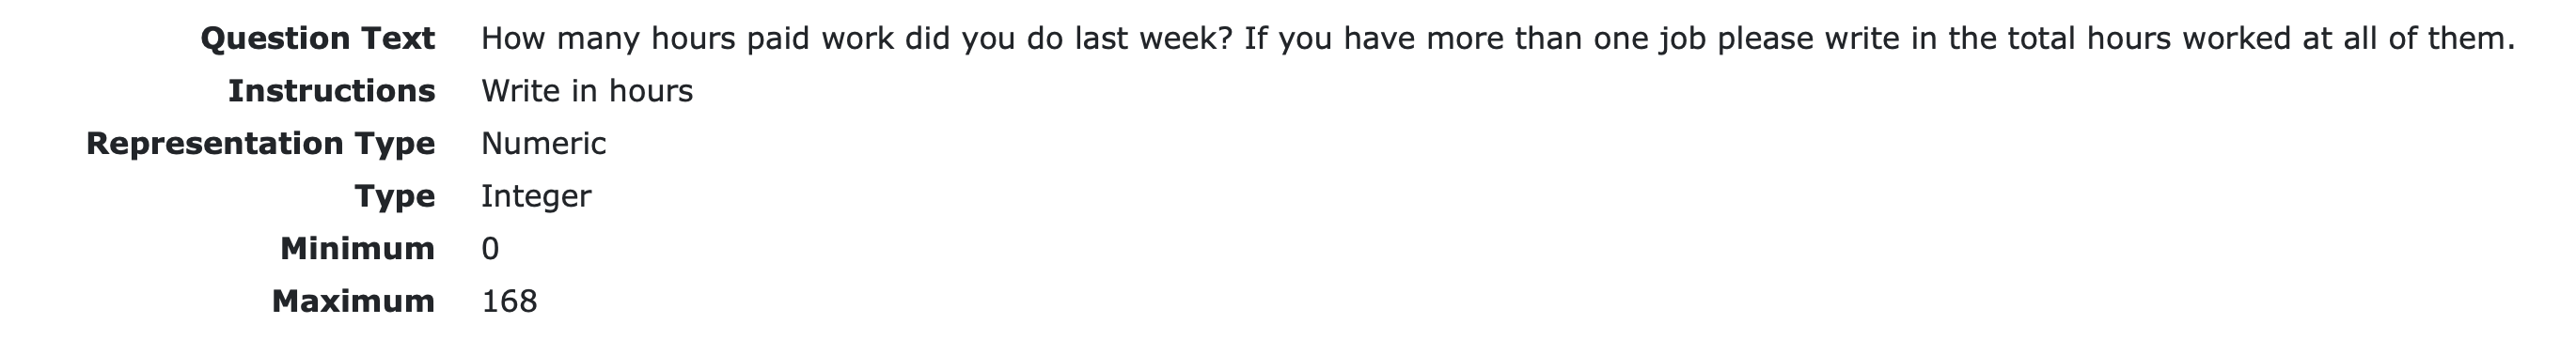 Question Text How many hours paid work did you do last week? If you have more than one job please write in the total hours worked at all of them.
Instructions Write in hours
Representation Type Numeric
Type Integer
Minimum 0
Maximum 168